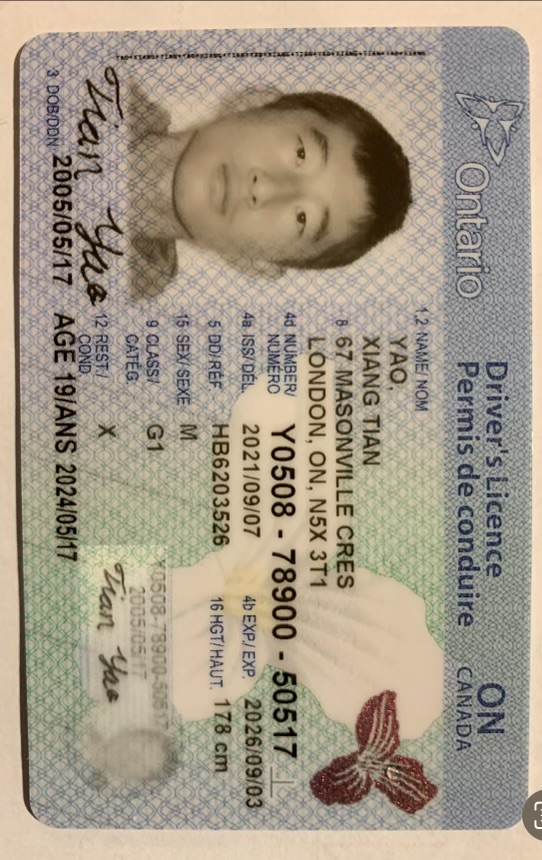 Ontario
Driver's Licence
Permis de conduire
ON
CANADA
1,2 NAME/NOM
YAO,
XIANG TIAN
8 67 MASONVILLE CRES
LONDON, ON, N5X 3T1
4d NUMBER/ NUMÉRO Y0508 - 78900 - 50517
4a ISS/DÉL. 2021/09/07 4b EXP./EXP. 2026/09/03
5 DD/RÉF HB6203526 16 HGT/HAUT. 178 cm
15 SEX/SEXE M
9 CLASS/ CATÉG G1
12 REST./ COND. X
Tian Yao
3 DOB/DDN 2005/05/17 AGE 19/ANS 2024/05/17
Y0508-78900-50517
2005/05/17
Tian Yao